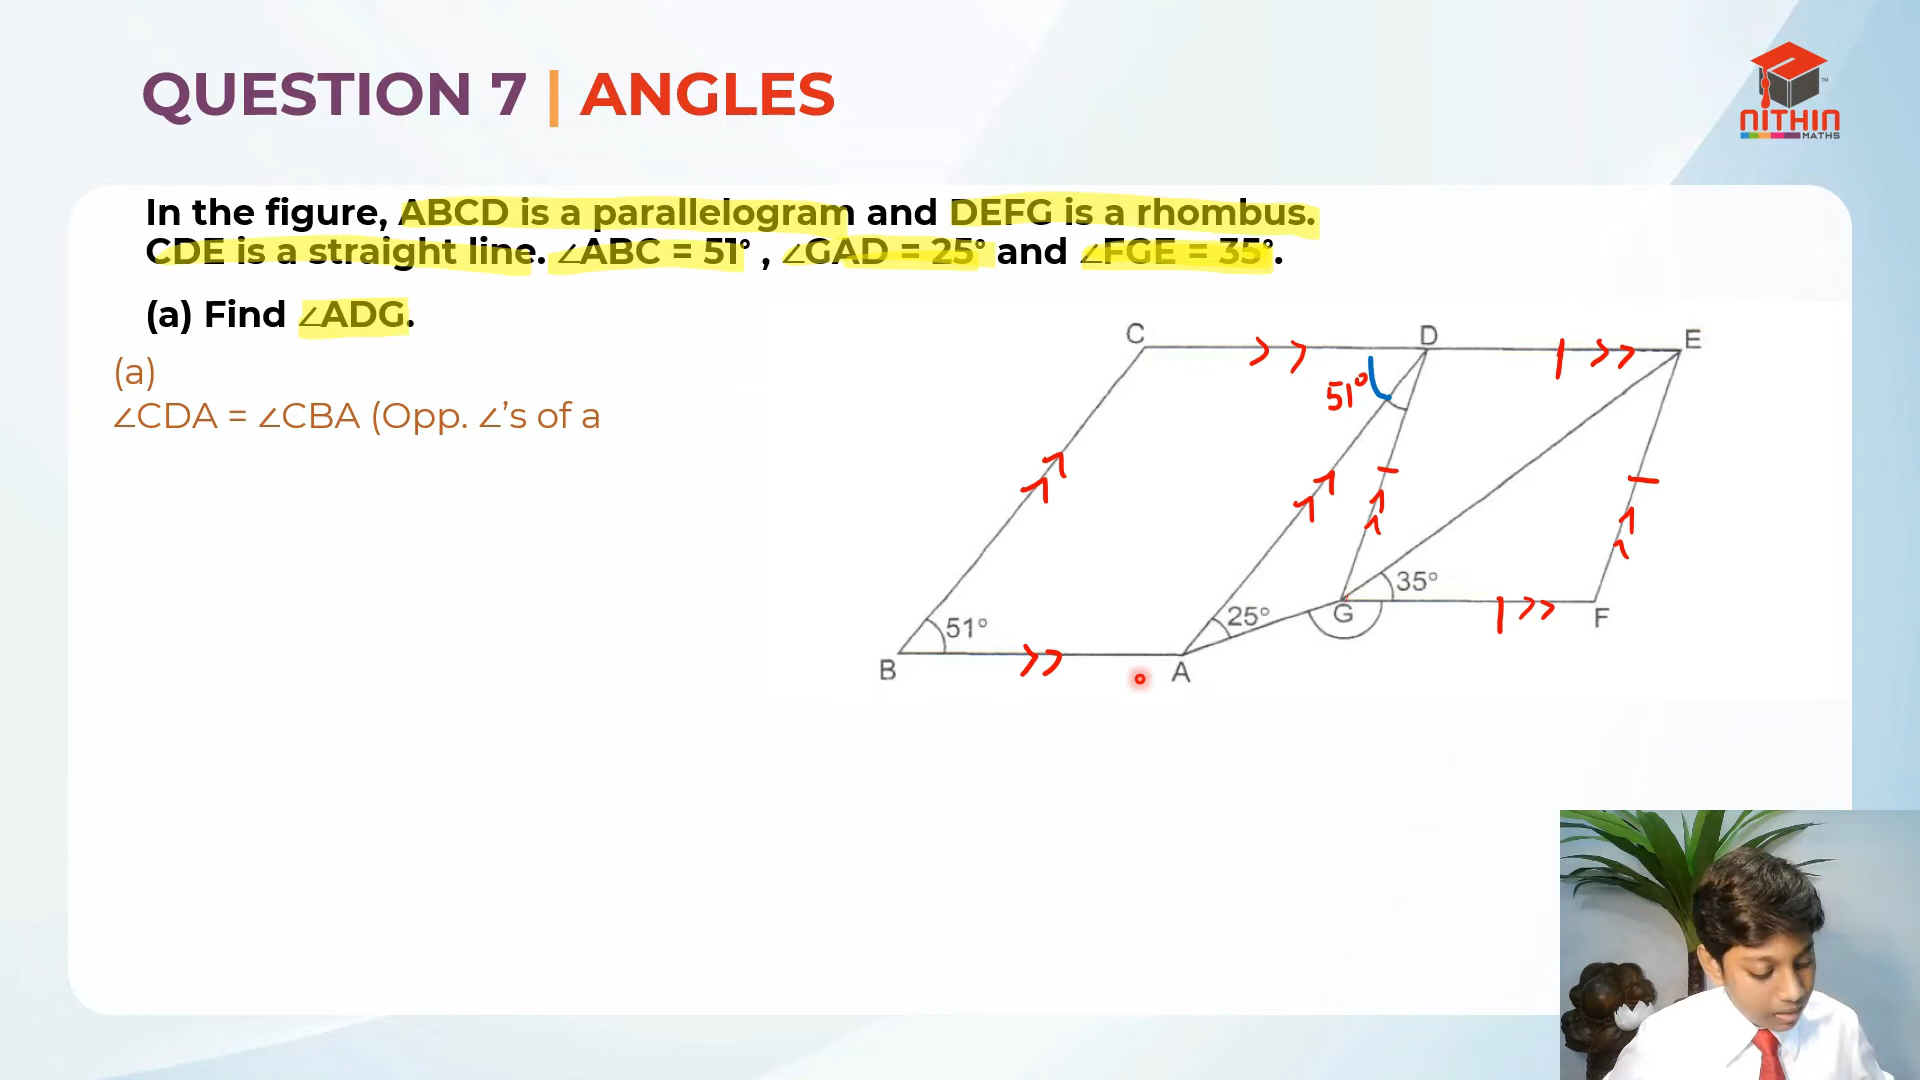 QUESTION 7 | ANGLES
NITHIN
MATHS
TM
In the figure, ABCD is a parallelogram and DEFG is a rhombus.
CDE is a straight line. ∠ABC = 51° , ∠GAD = 25° and ∠FGE = 35°.
(a) Find ∠ADG.
(a)
∠CDA = ∠CBA (Opp. ∠’s of a
C D E
51°
35°
G F
25°
51°
B A